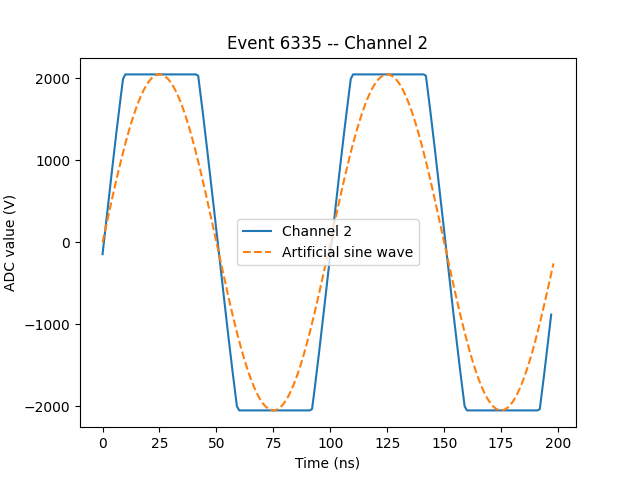 Event 6335 -- Channel 2
ADC value (V)
2000
1000
0
−1000
−2000
Channel 2
Artificial sine wave
0 25 50 75 100 125 150 175 200
Time (ns)